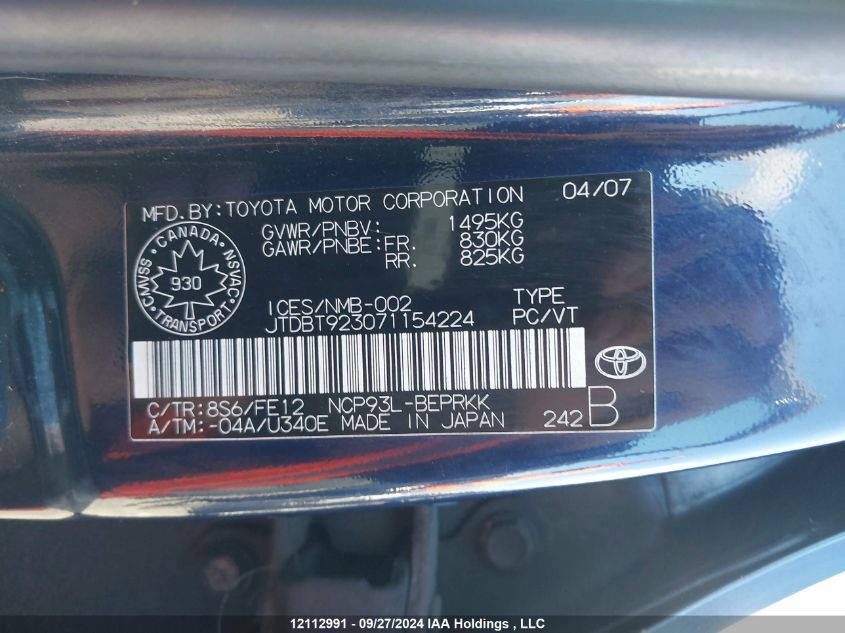 MFD.BY:TOYOTA MOTOR CORPORATION 04/07
GVWR/PNBV: 1495KG
GAWR/PNBE:FR. 830KG
RR. 825KG
CANADA
CMVSS 930 NSVAC
TRANSPORT
ICES/NMB-002 TYPE
JTDBT923071154224 PC/VT
C/TR:8S6/FE12 NCP93L-BEPRKK
A/TM:-04A/U340E MADE IN JAPAN 242 B
12112991 - 09/27/2024 IAA Holdings , LLC